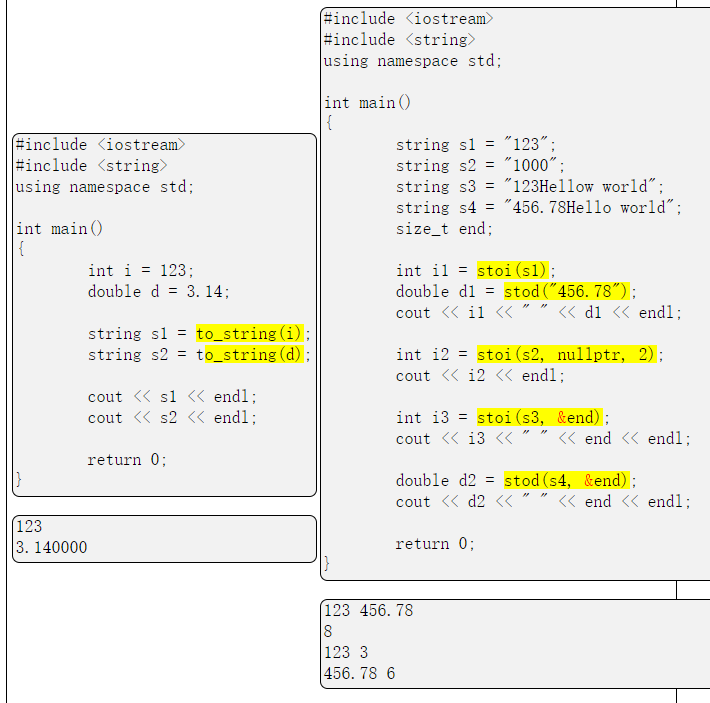 #include <iostream>
#include <string>
using namespace std;

int main()
{
        int i = 123;
        double d = 3.14;

        string s1 = to_string(i);
        string s2 = to_string(d);

        cout << s1 << endl;
        cout << s2 << endl;

        return 0;
}
123
3.140000
#include <iostream>
#include <string>
using namespace std;

int main()
{
        string s1 = "123";
        string s2 = "1000";
        string s3 = "123Hellow world";
        string s4 = "456.78Hello world";
        size_t end;

        int i1 = stoi(s1);
        double d1 = stod("456.78");
        cout << i1 << " " << d1 << endl;

        int i2 = stoi(s2, nullptr, 2);
        cout << i2 << endl;

        int i3 = stoi(s3, &end);
        cout << i3 << " " << end << endl;

        double d2 = stod(s4, &end);
        cout << d2 << " " << end << endl;

        return 0;
}
123 456.78
8
123 3
456.78 6